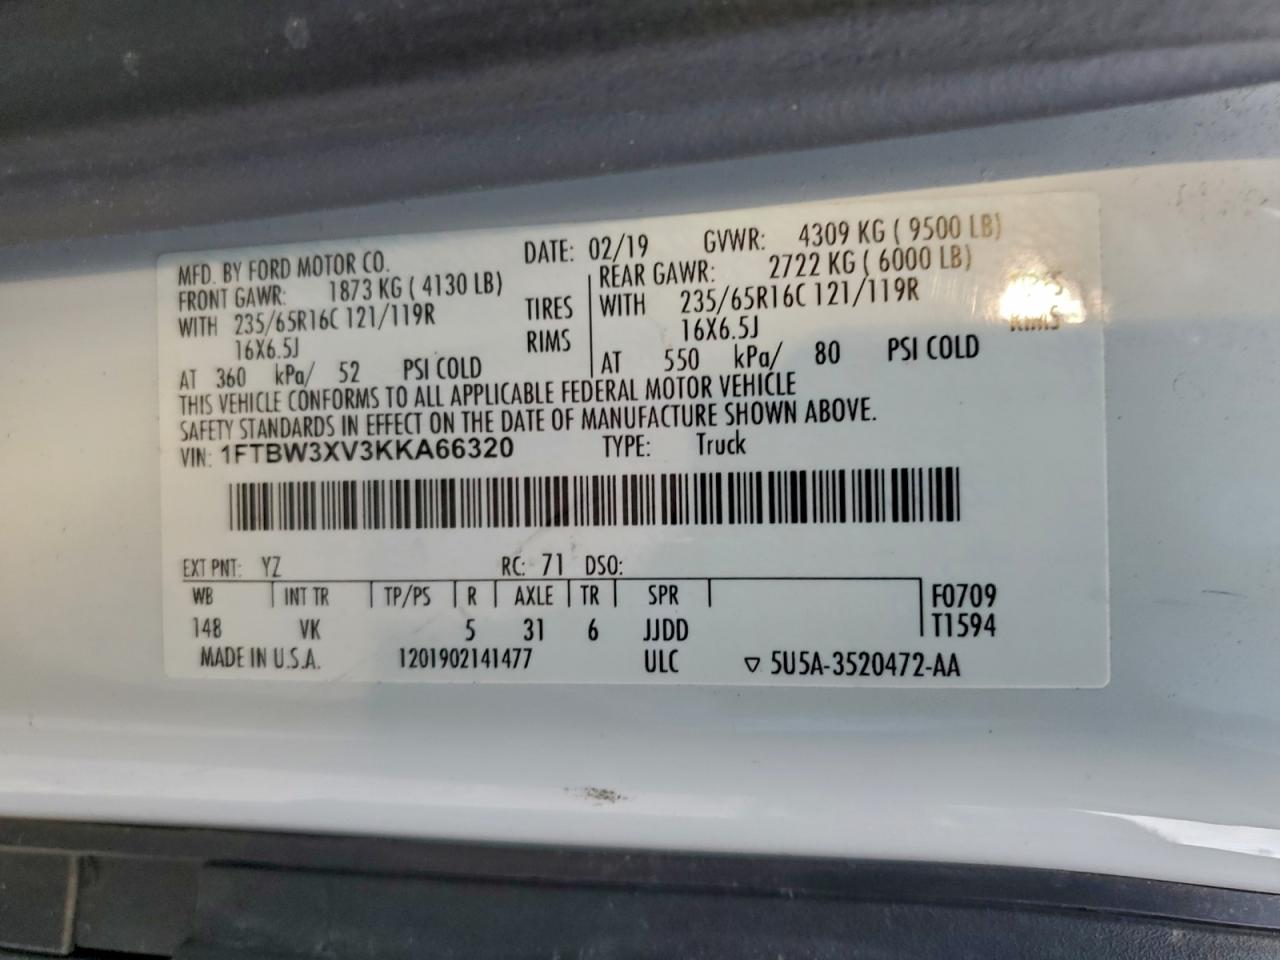 MFD. BY FORD MOTOR CO. DATE: 02/19 GVWR: 4309 KG ( 9500 LB)
FRONT GAWR: 1873 KG ( 4130 LB) REAR GAWR: 2722 KG ( 6000 LB)
WITH 235/65R16C 121/119R TIRES WITH 235/65R16C 121/119R
16X6.5J RIMS 16X6.5J RIMS
AT 360 kPa/ 52 PSI COLD AT 550 kPa/ 80 PSI COLD
THIS VEHICLE CONFORMS TO ALL APPLICABLE FEDERAL MOTOR VEHICLE
SAFETY STANDARDS IN EFFECT ON THE DATE OF MANUFACTURE SHOWN ABOVE.
VIN: 1FTBW3XV3KKA66320 TYPE: Truck
EXT PNT: YZ RC: 71 DSO:
WB INT TR TP/PS R AXLE TR SPR F0709
148 VK 5 31 6 JJDD T1594
MADE IN U.S.A. 1201902141477 ULC ▽ 5U5A-3520472-AA